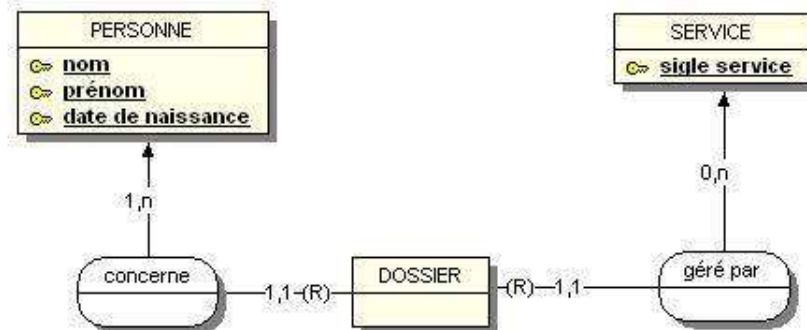 PERSONNE
nom
prénom
date de naissance
SERVICE
sigle service
1,n
0,n
concerne
1,1-(R)
DOSSIER
(R)-1,1
géré par